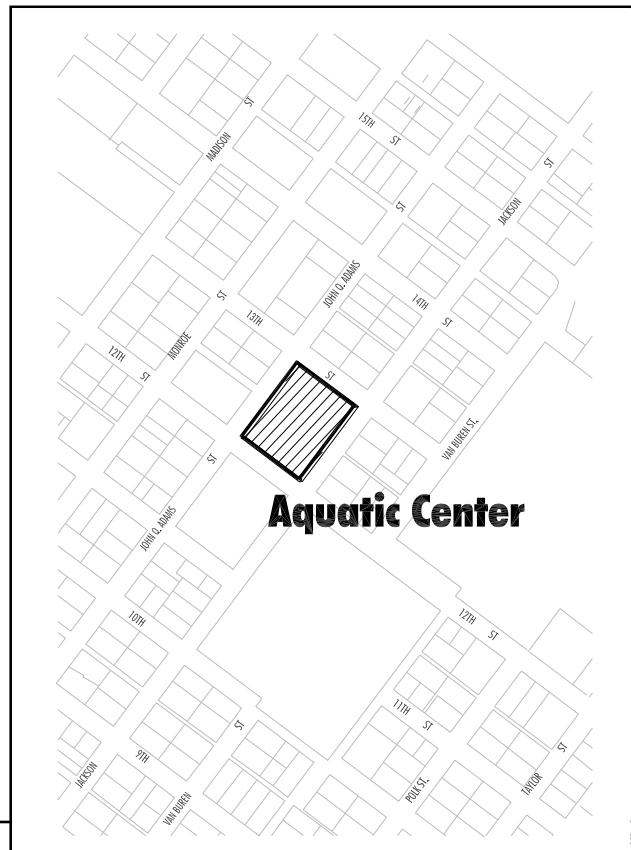 ST
15TH
ST
MADISON
ST
ST
JACKSON
JOHN Q. ADAMS
ST
14TH
13TH
ST
MONROE
12TH
ST
ST
VAN BUREN ST.
ST
Aquatic Center
JOHN Q. ADAMS
10TH
12TH
ST
11TH
ST
ST
9TH
ST
JACKSON
VAN BUREN
POLK ST.
TAYLOR